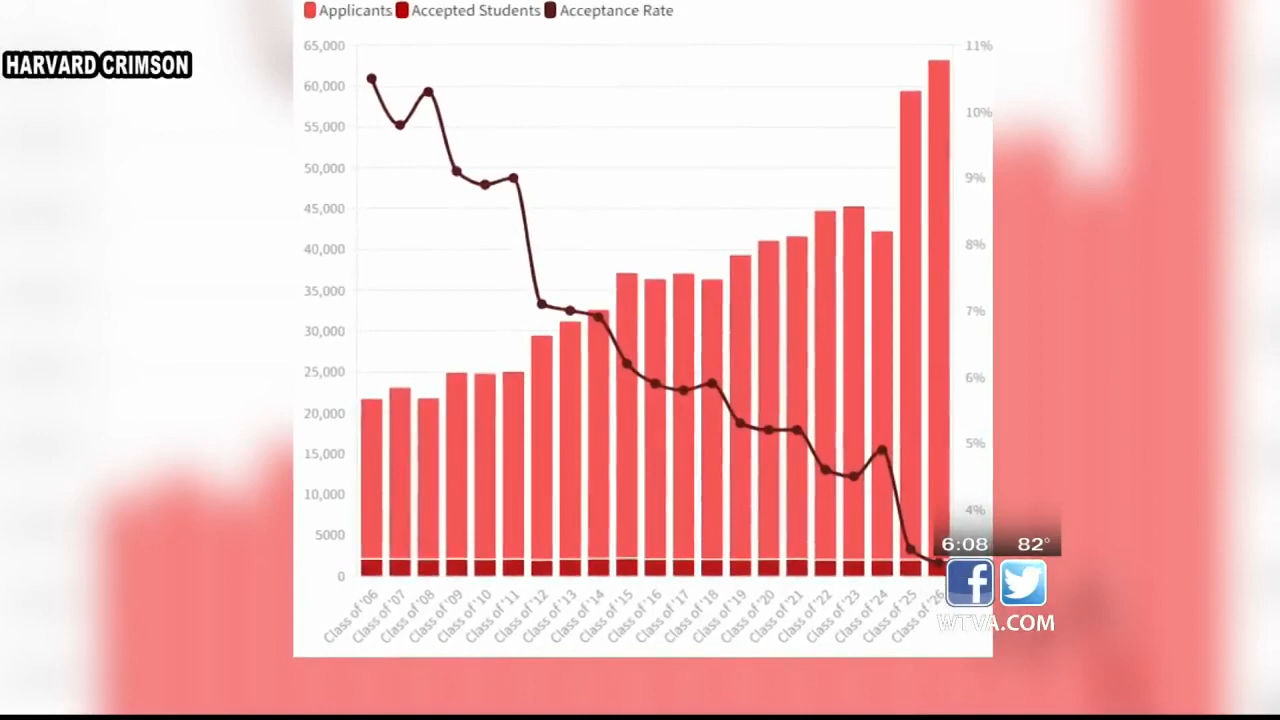 Applicants Accepted Students Acceptance Rate
HARVARD CRIMSON
65,000
60,000
55,000
50,000
45,000
40,000
35,000
30,000
25,000
20,000
15,000
10,000
5000
0
11%
10%
9%
8%
7%
6%
5%
4%
Class of '06
Class of '07
Class of '08
Class of '09
Class of '10
Class of '11
Class of '12
Class of '13
Class of '14
Class of '15
Class of '16
Class of '17
Class of '18
Class of '19
Class of '20
Class of '21
Class of '22
Class of '23
Class of '24
Class of '25
Class of '26
6:08 82°
f
WTVA.COM